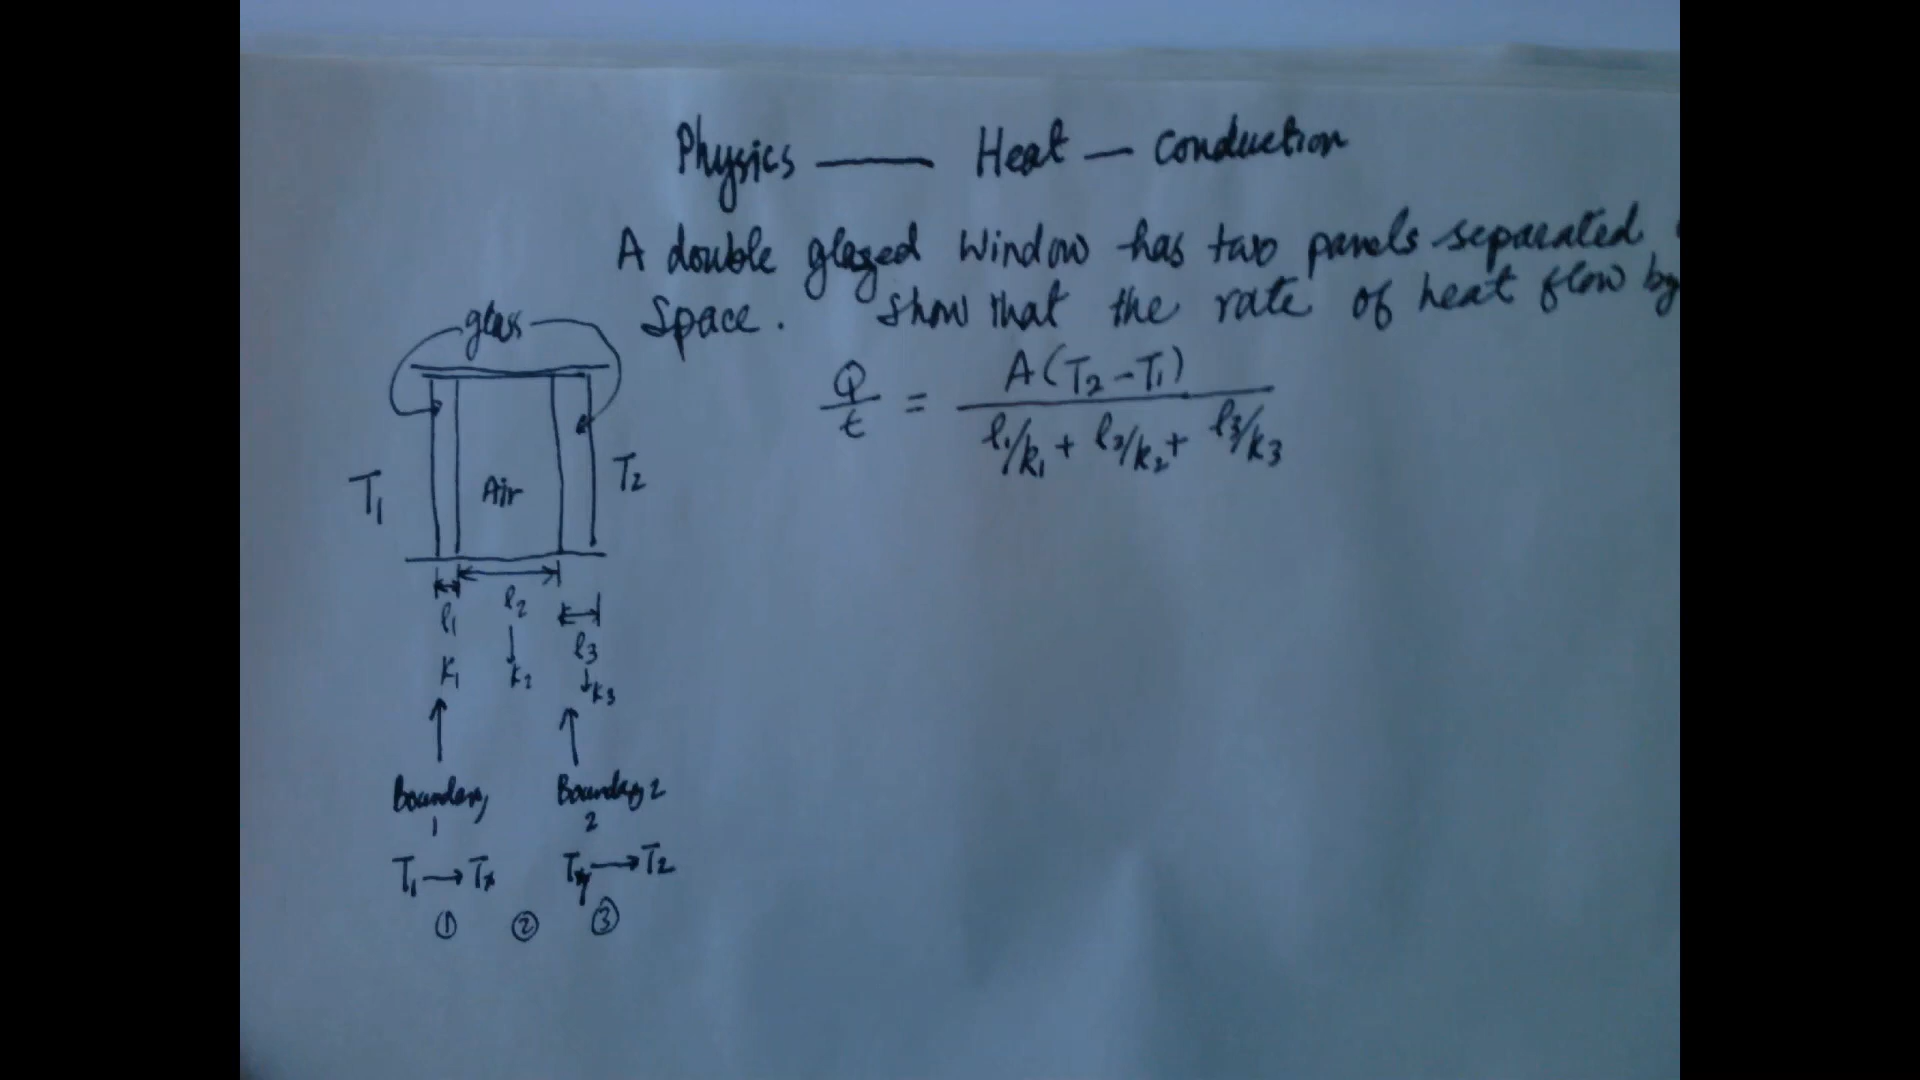 Physics — Heat — Conduction
A double glazed window has two panels separated
space. Show that the rate of heat flow by
Q/t = A(T₂-T₁) / l₁/k₁ + l₂/k₂ + l₃/k₃
glass
T₁ Air T₂
l₁ l₂ l₃
k₁ k₂ k₃
Boundary 1
Boundary 2 2
T₁ → Tₓ
Ty → T₂
① ② ③